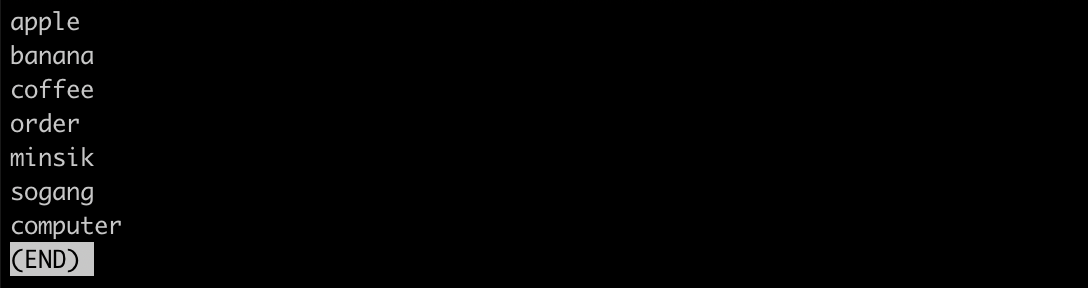 apple
banana
coffee
order
minsik
sogang
computer
(END)